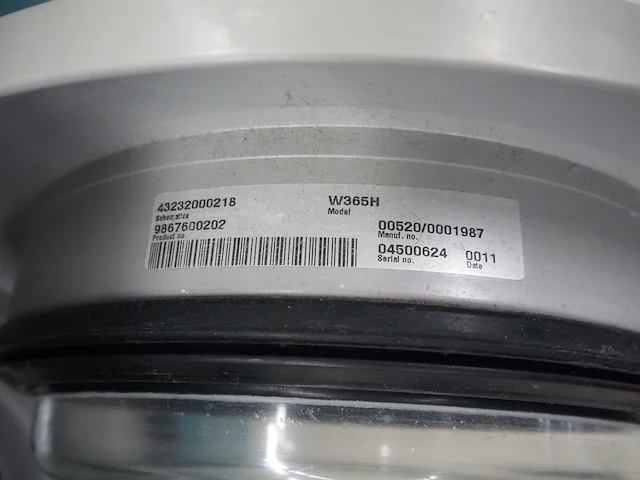 43232000218
Schematics
9867600202
Product no.
W365H
Model
00520/0001987
Manuf. no.
04500624
Serial no.
0011
Date